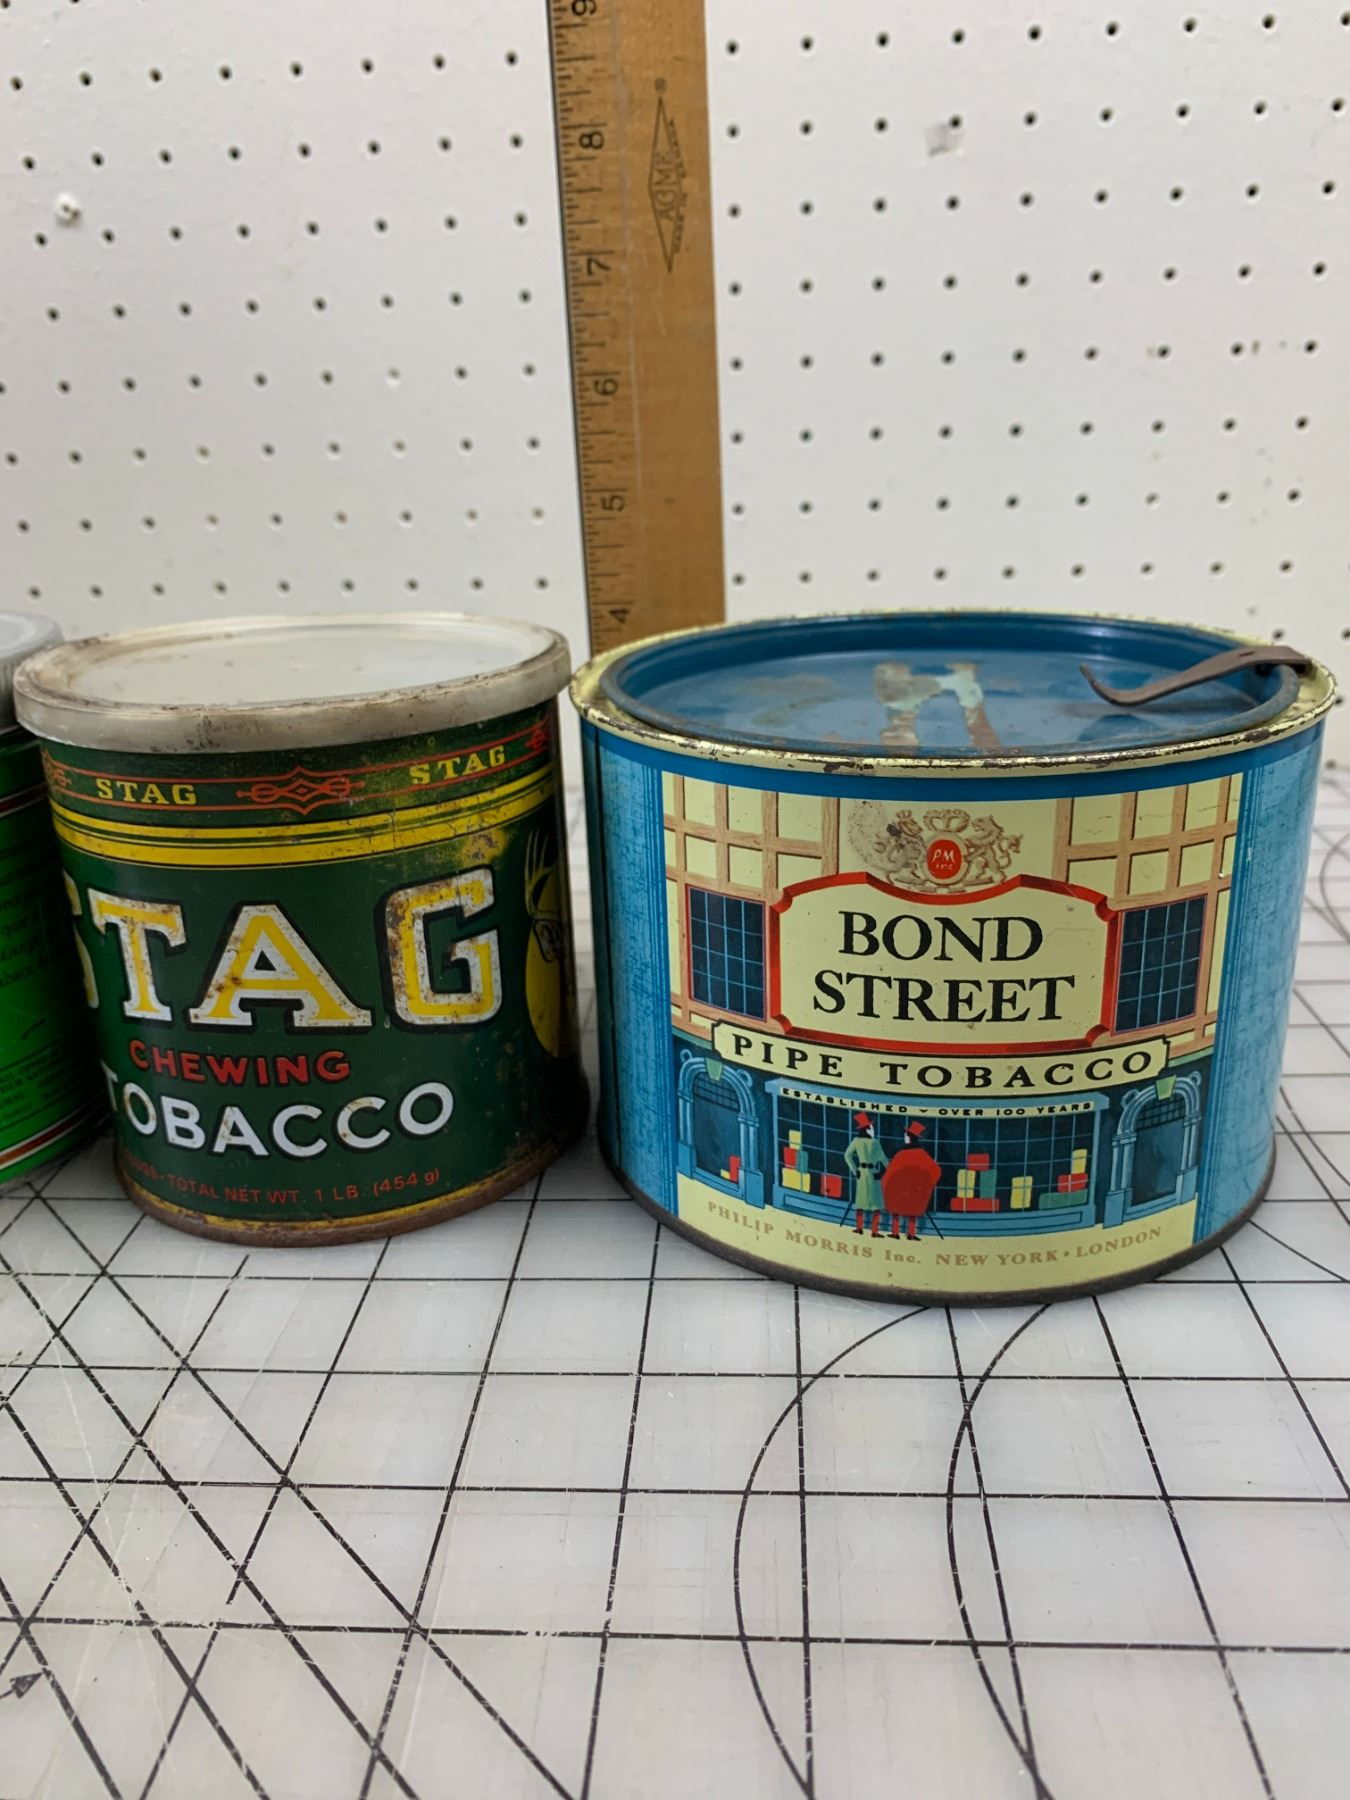 9
8
7
6
5
4
ACME
STAG
STAG
STAG
CHEWING
TOBACCO
TOTAL NET WT. 1 LB. (454 g)
PM
INC
BOND
STREET
PIPE TOBACCO
ESTABLISHED OVER 100 YEARS
PHILIP MORRIS Inc. NEW YORK • LONDON